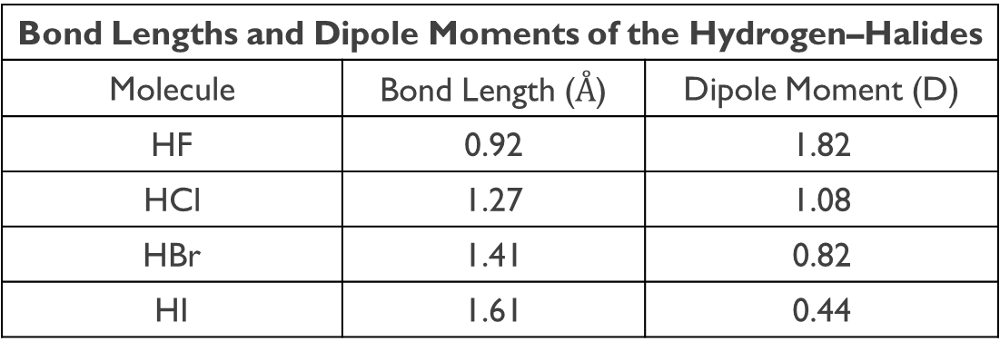 Bond Lengths and Dipole Moments of the Hydrogen–Halides
Molecule Bond Length (Å) Dipole Moment (D)
HF 0.92 1.82
HCl 1.27 1.08
HBr 1.41 0.82
HI 1.61 0.44